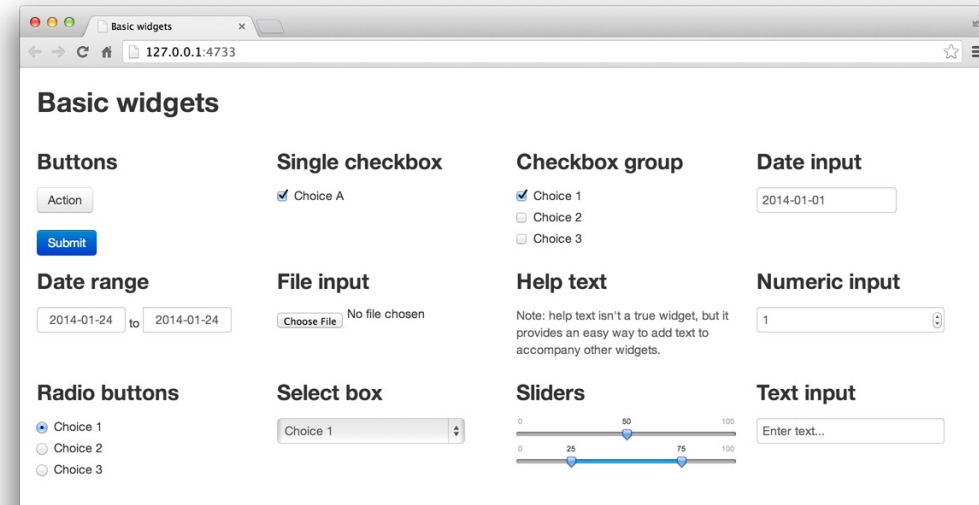 Basic widgets
127.0.0.1:4733
Basic widgets
Buttons
Action
Submit
Single checkbox
Choice A
Checkbox group
Choice 1
Choice 2
Choice 3
Date input
2014-01-01
Date range
2014-01-24 to 2014-01-24
File input
Choose File No file chosen
Help text
Note: help text isn't a true widget, but it
provides an easy way to add text to
accompany other widgets.
Numeric input
1
Radio buttons
Choice 1
Choice 2
Choice 3
Select box
Choice 1
Sliders
0 50 100
0 25 75 100
Text input
Enter text...